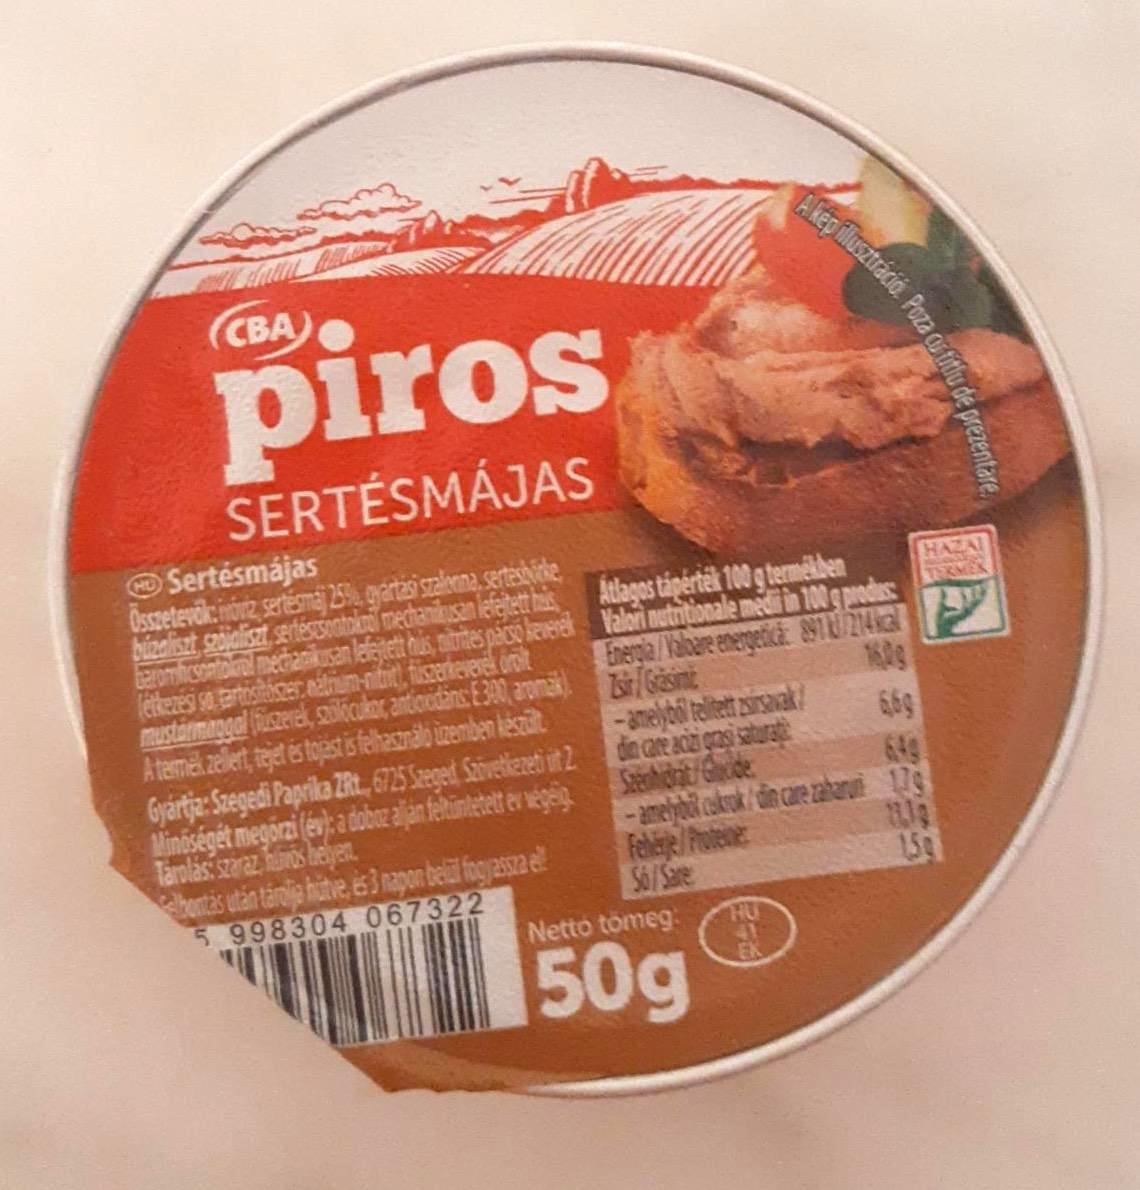 CBA
piros
SERTÉSMÁJAS
A kép illusztráció! Poza cu titlu de prezentare.
HU Sertésmájas
Összetevők: ivóvíz, sertésmáj 25%, gyártási szalonna, sertésbőrke,
búzaliszt, szójaliszt, sertéscsontokról mechanikusan lefejtett hús,
baromficsontokról mechanikusan lefejtett hús, nitrites pácsó keverék
(étkezési só, tartósítószer: nátrium-nitrit), fűszerkeverék őrölt
mustármaggal (fűszerek, szőlőcukor, antioxidáns: E 300, aromák).
A termék zellert, tejet és tojást is felhasználó üzemben készült.
Gyártja: Szegedi Paprika ZRt., 6725 Szeged, Szövetkezeti út 2.
Minőségét megőrzi (év): a doboz alján feltüntetett év végéig.
Tárolás: száraz, hűvös helyen.
Felbontás után tárolja hűtve, és 3 napon belül fogyassza el!
5 998304 067322
Átlagos tápérték 100 g termékben
Valori nutriționale medii in 100 g produs:
Energia / Valoare energetică: 891 kJ/214 kcal
Zsír / Grăsimi: 16,0 g
– amelyből telített zsírsavak /
din care acizi grași saturați: 6,6 g
Szénhidrát / Glucide: 6,4 g
– amelyből cukrok / din care zaharuri 1,7 g
Fehérje / Proteine: 11,1 g
Só / Sare: 1,5 g
HAZAI
TERMÉK
Nettó tömeg:
50g
HU
41
EK